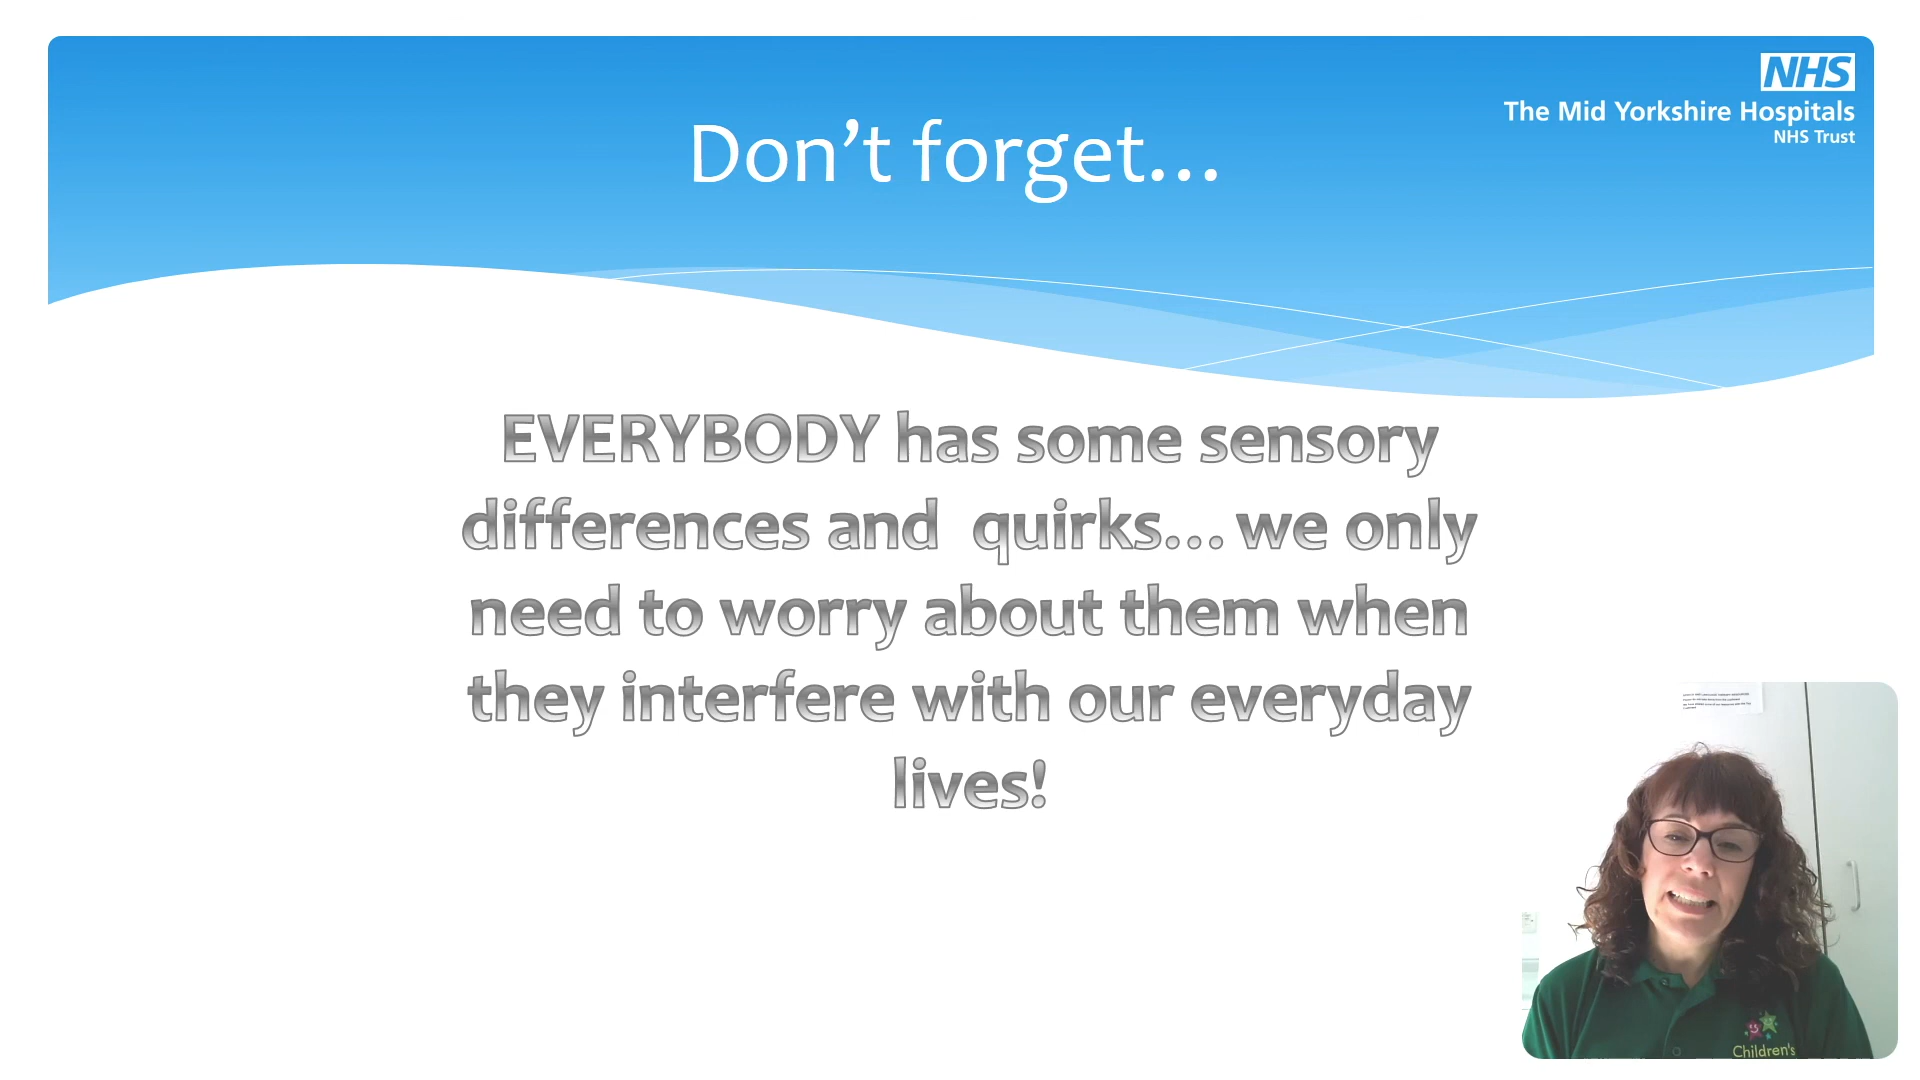 NHS
The Mid Yorkshire Hospitals
NHS Trust
Don’t forget…
EVERYBODY has some sensory
differences and quirks… we only
need to worry about them when
they interfere with our everyday
lives!
Children's